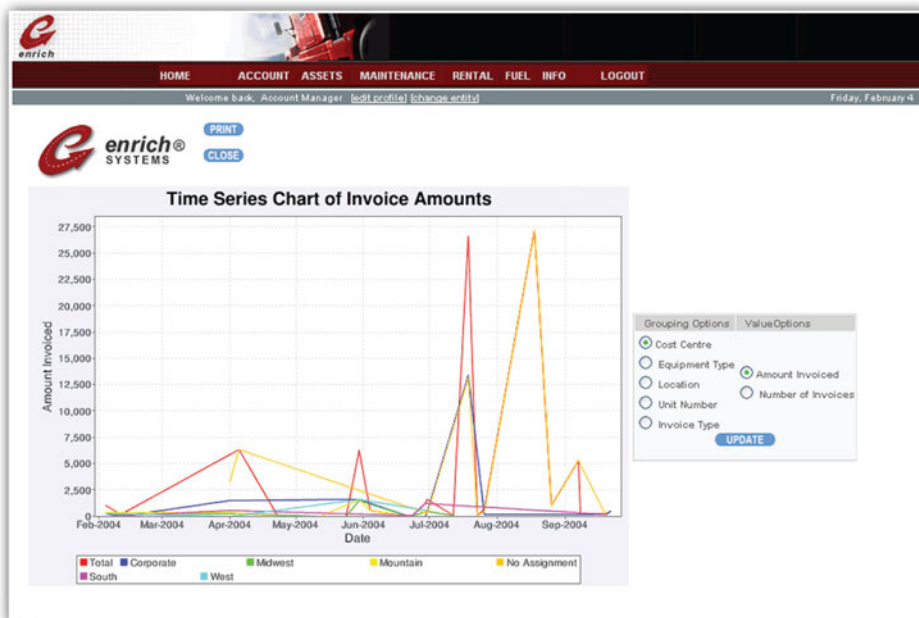 enrich
HOME ACCOUNT ASSETS MAINTENANCE RENTAL FUEL INFO LOGOUT
Welcome back, Account Manager [edit profile] [change entity] Friday, February 4
enrich®
SYSTEMS
PRINT
CLOSE
Time Series Chart of Invoice Amounts
Amount Invoiced
27,500
25,000
22,500
20,000
17,500
15,000
12,500
10,000
7,500
5,000
2,500
0
Feb-2004 Mar-2004 Apr-2004 May-2004 Jun-2004 Jul-2004 Aug-2004 Sep-2004
Date
Total Corporate Midwest Mountain No Assignment
South West
Grouping Options ValueOptions
Cost Centre
Equipment Type
Location
Unit Number
Invoice Type
Amount Invoiced
Number of Invoices
UPDATE